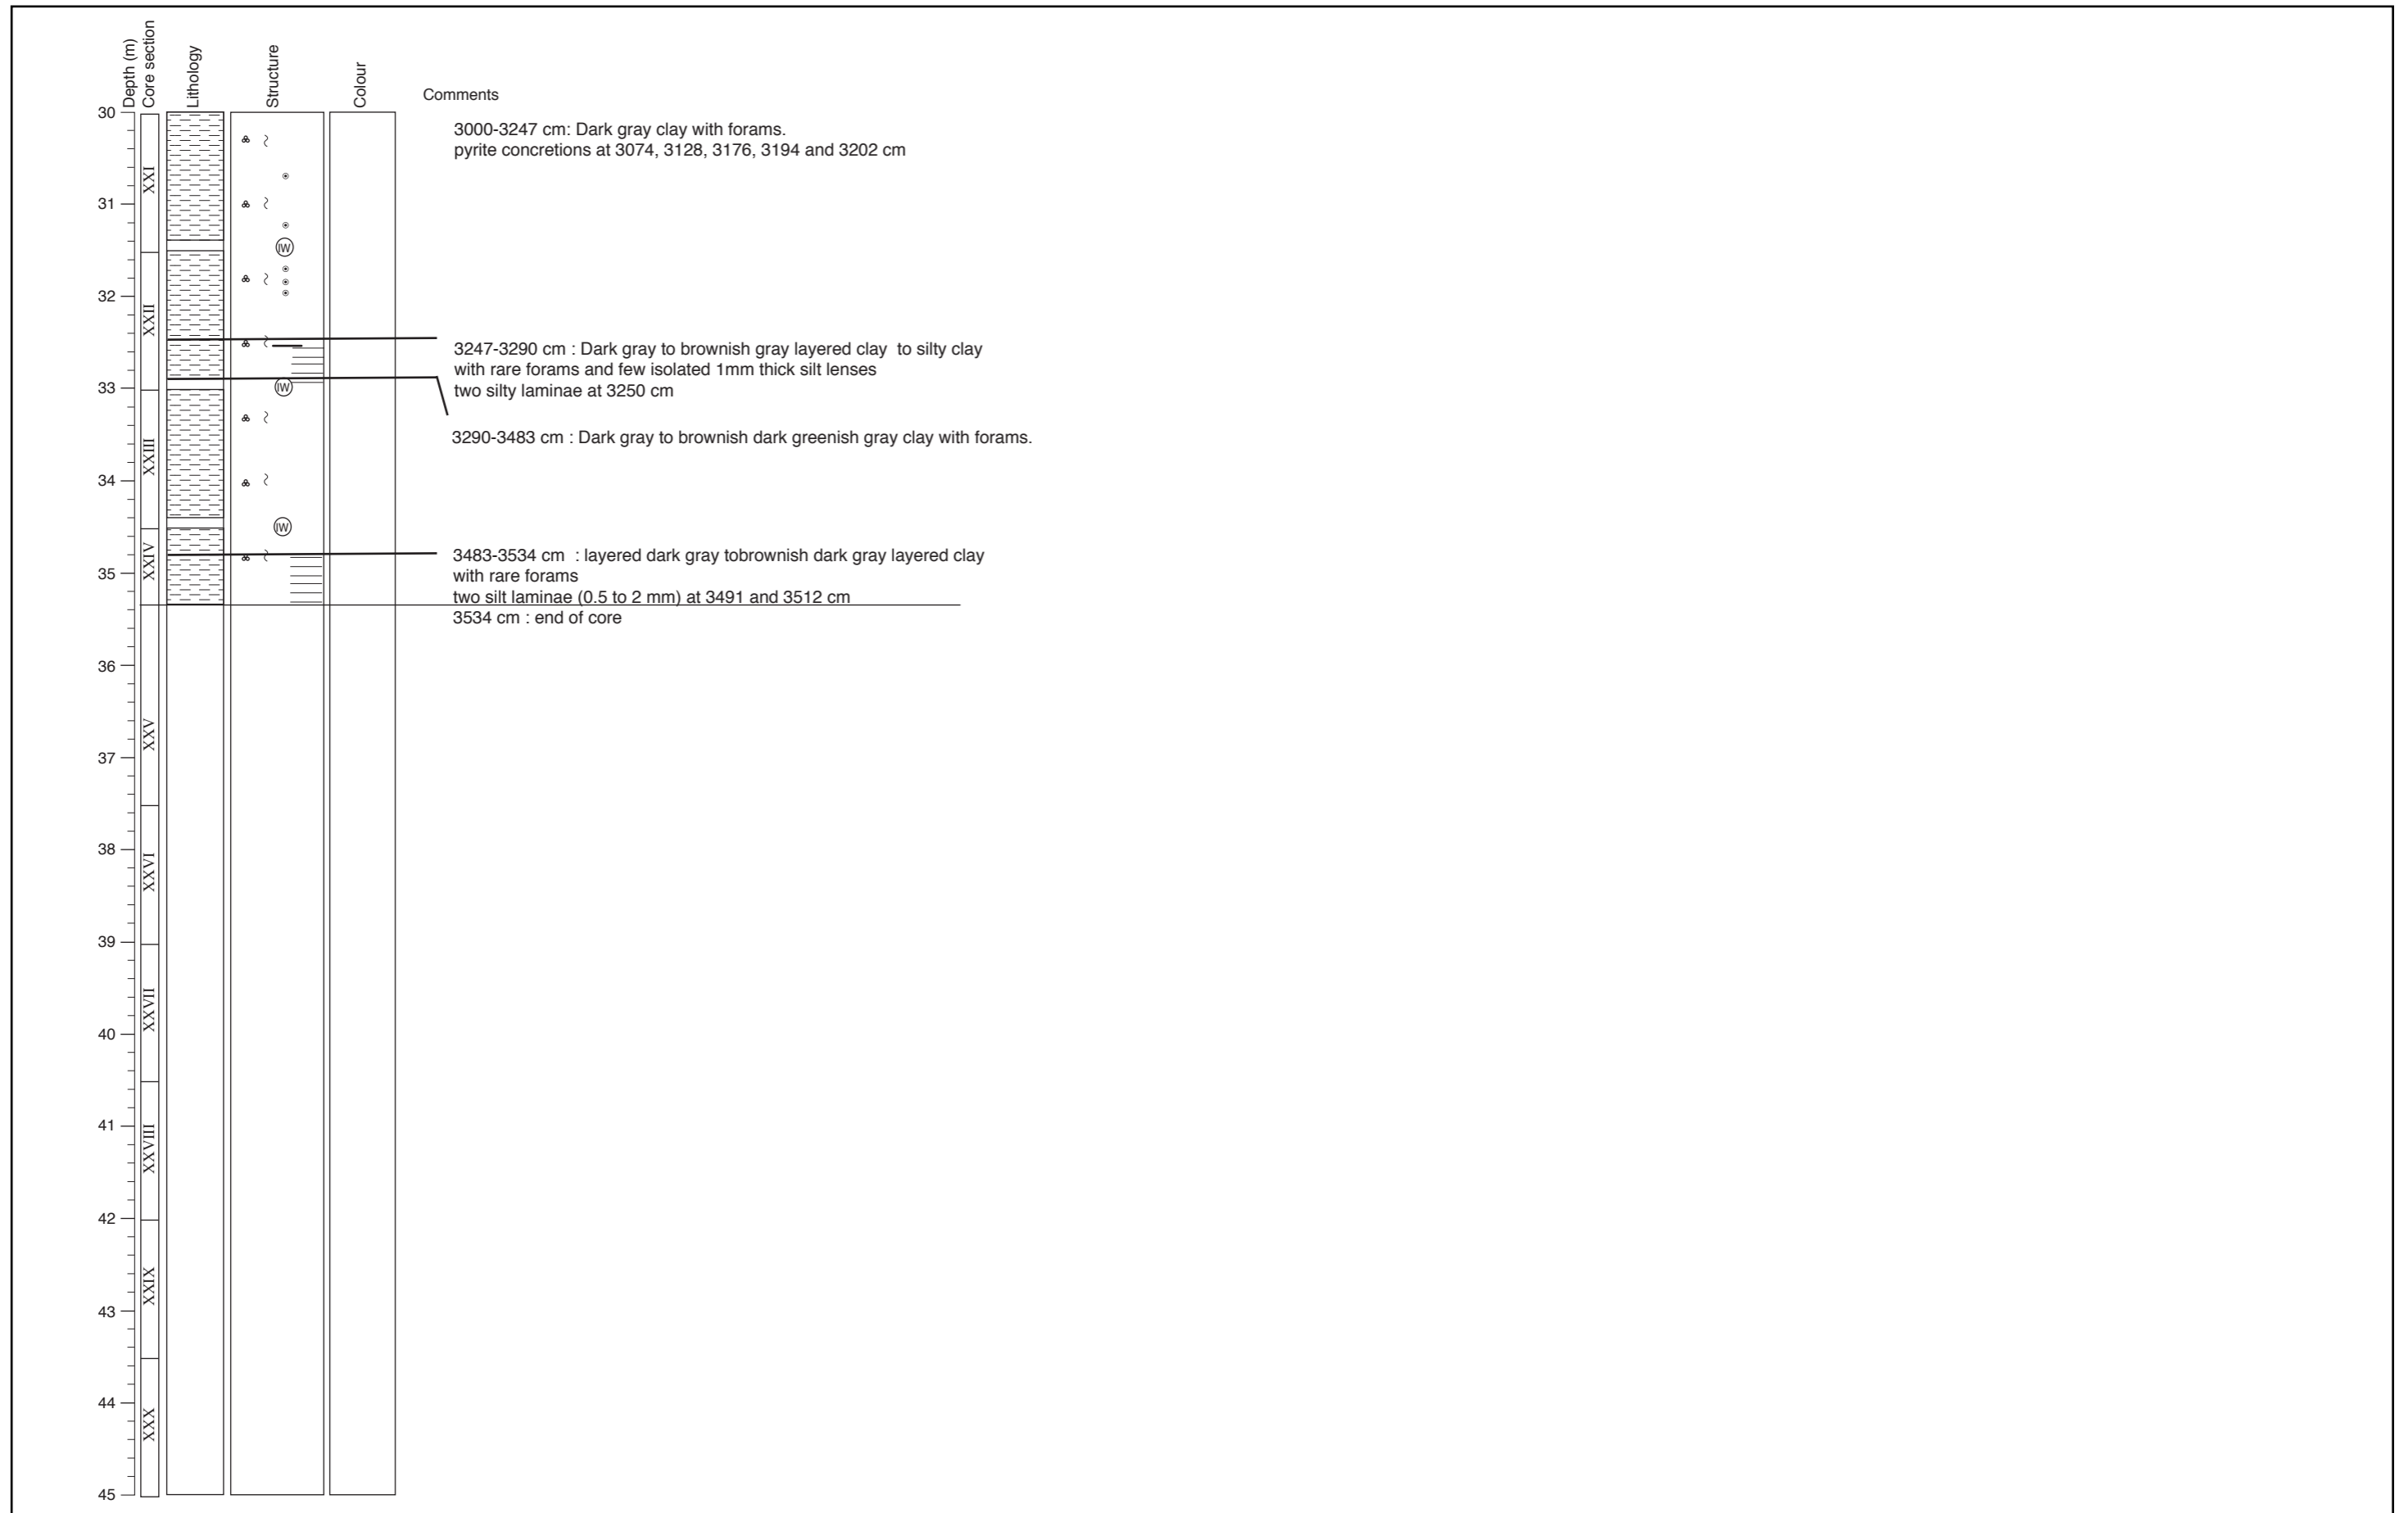 Depth (m)
Core section
Lithology
Structure
Colour
Comments
30
31
32
33
34
35
36
37
38
39
40
41
42
43
44
45
XXI
XXII
XXIII
XXIV
XXV
XXVI
XXVII
XXVIII
XXIX
XXX
IW
IW
IW
3000-3247 cm: Dark gray clay with forams.
pyrite concretions at 3074, 3128, 3176, 3194 and 3202 cm
3247-3290 cm : Dark gray to brownish gray layered clay to silty clay
with rare forams and few isolated 1mm thick silt lenses
two silty laminae at 3250 cm
3290-3483 cm : Dark gray to brownish dark greenish gray clay with forams.
3483-3534 cm : layered dark gray tobrownish dark gray layered clay
with rare forams
two silt laminae (0.5 to 2 mm) at 3491 and 3512 cm
3534 cm : end of core